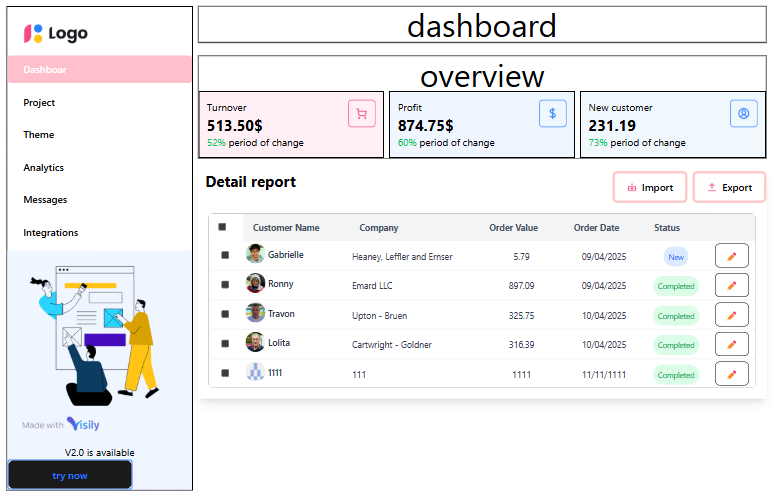 Logo
Dashboar
Project
Theme
Analytics
Messages
Integrations
Made with Visily
V2.0 is available
try now
dashboard
overview
Turnover
513.50$
52% period of change
Profit
874.75$
60% period of change
New customer
231.19
73% period of change
Detail report
Import
Export
Customer Name Company Order Value Order Date Status
Gabrielle Heaney, Leffler and Ernser 5.79 09/04/2025 New
Ronny Emard LLC 897.09 09/04/2025 Completed
Travon Upton - Bruen 325.75 10/04/2025 Completed
Lolita Cartwright - Goldner 316.39 10/04/2025 Completed
1111 111 1111 11/11/1111 Completed